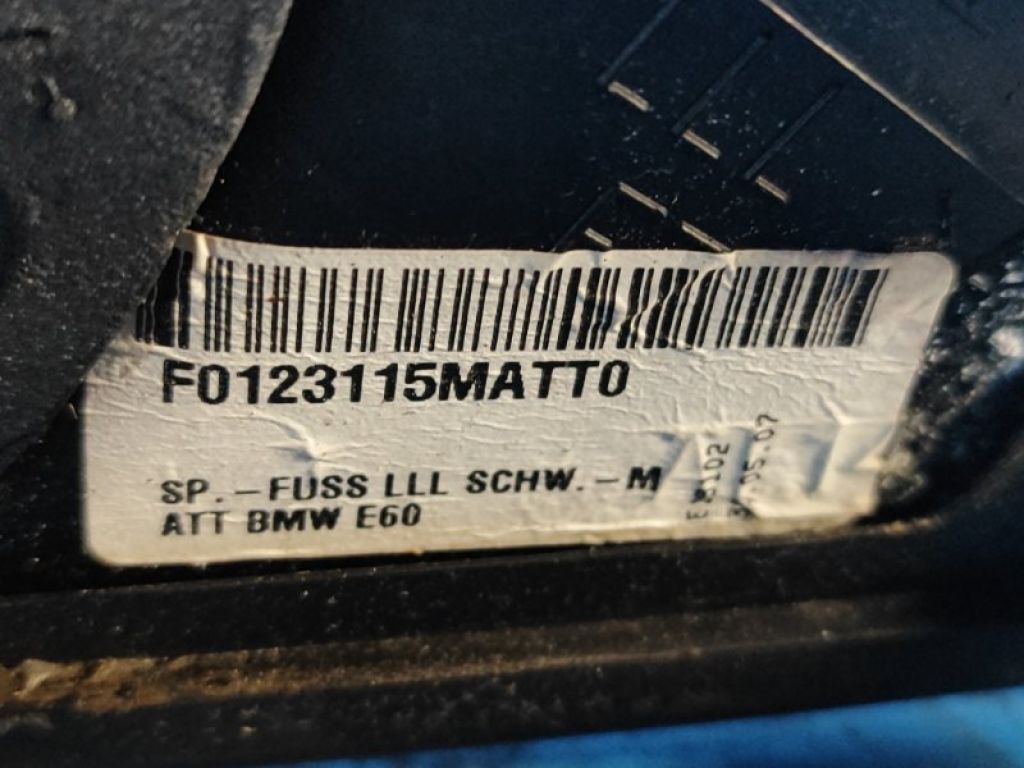 F0123115MATT0
SP.-FUSS LLL SCHW.-M
ATT BMW E60